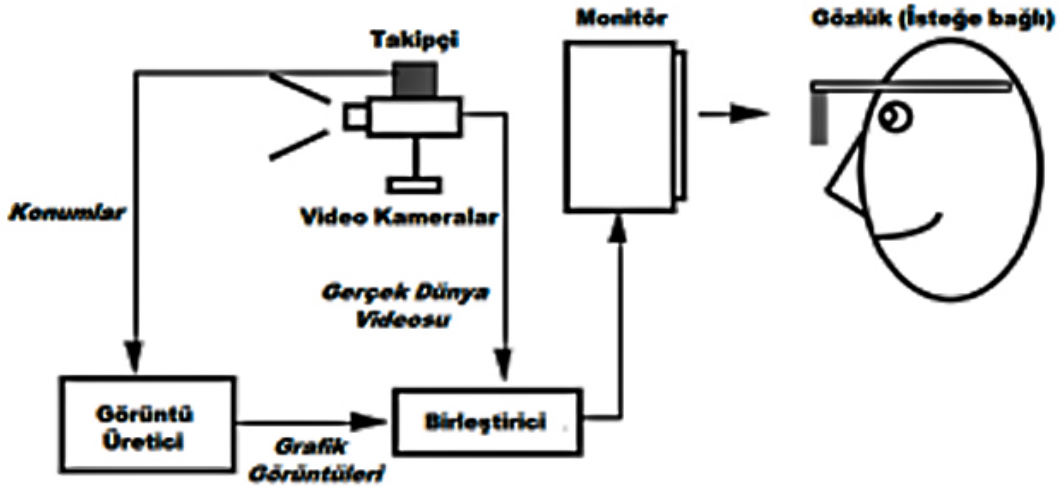 Monitör
Gözlük (İsteğe bağlı)
Takipçi
Konumlar
Video Kameralar
Gerçek Dünya
Videosu
Görüntü
Üretici
Birleştirici
Grafik
Görüntüleri